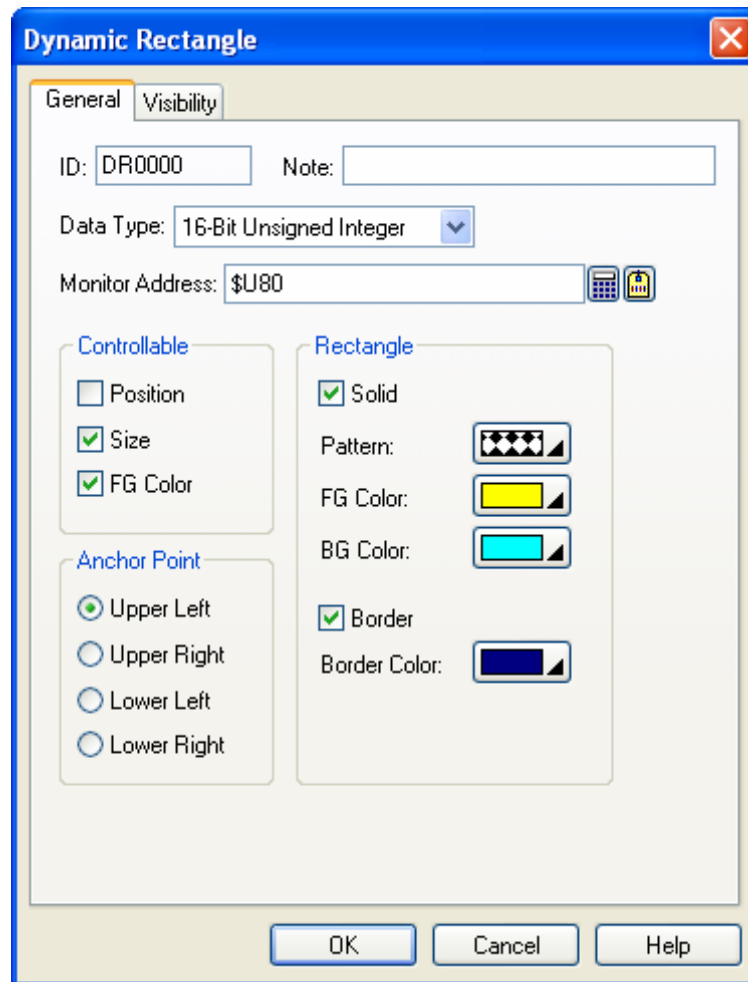 Dynamic Rectangle
General Visibility
ID: DR0000 Note:
Data Type: 16-Bit Unsigned Integer
Monitor Address: $U80
Controllable
Position
Size
FG Color
Rectangle
Solid
Pattern:
FG Color:
BG Color:
Border
Border Color:
Anchor Point
Upper Left
Upper Right
Lower Left
Lower Right
OK Cancel Help